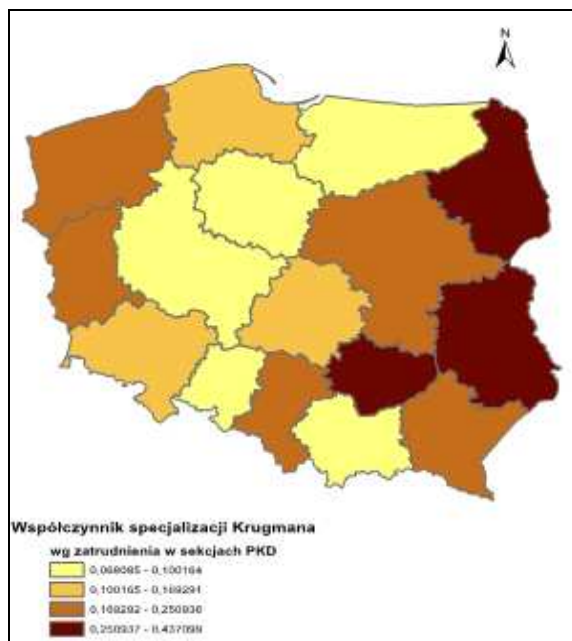 N
Współczynnik specjalizacji Krugmana
wg zatrudnienia w sekcjach PKD
0,068085 - 0,100164
0,100165 - 0,169291
0,169292 - 0,250936
0,250937 - 0,437099